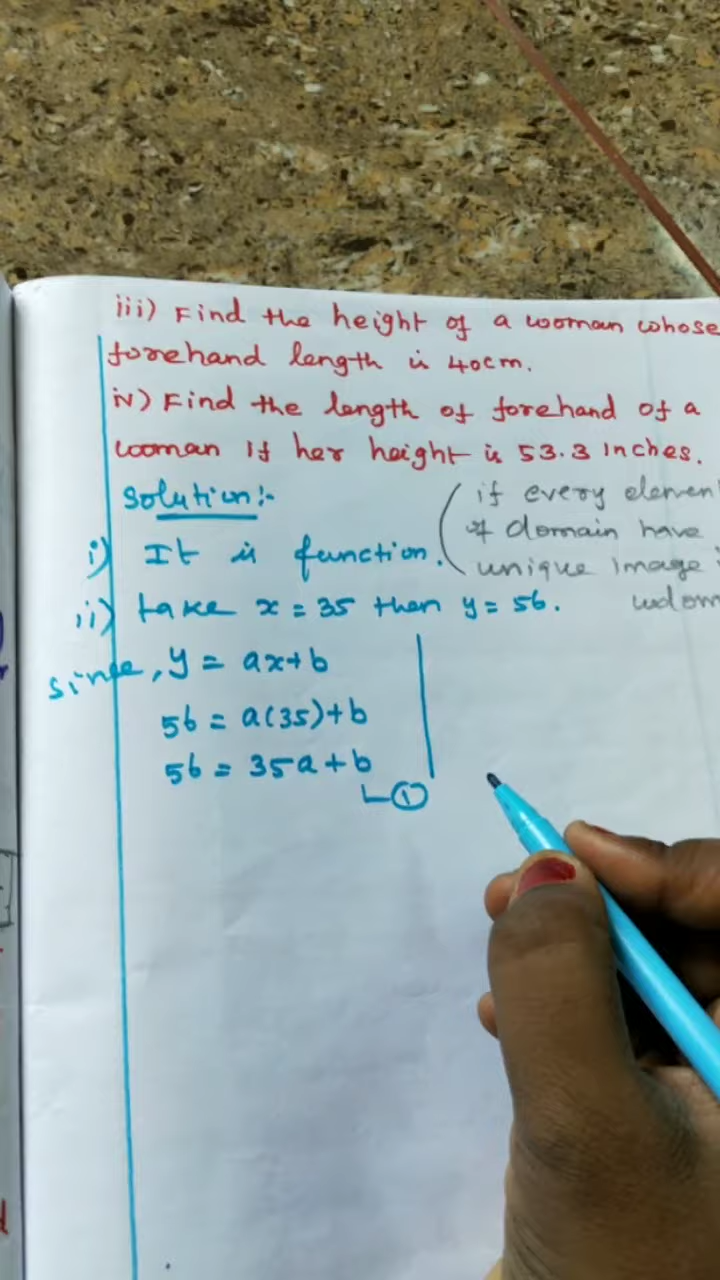 iii) Find the height of a woman whose
forehand length is 40cm.
iv) Find the length of forehand of a
woman If her height is 53.3 inches.
Solution:-
(if every
of domain have
unique image
i) It is function.
ii) take x = 35 then y = 56.
since, y = ax+b
56 = a(35)+b
56 = 35a+b
①